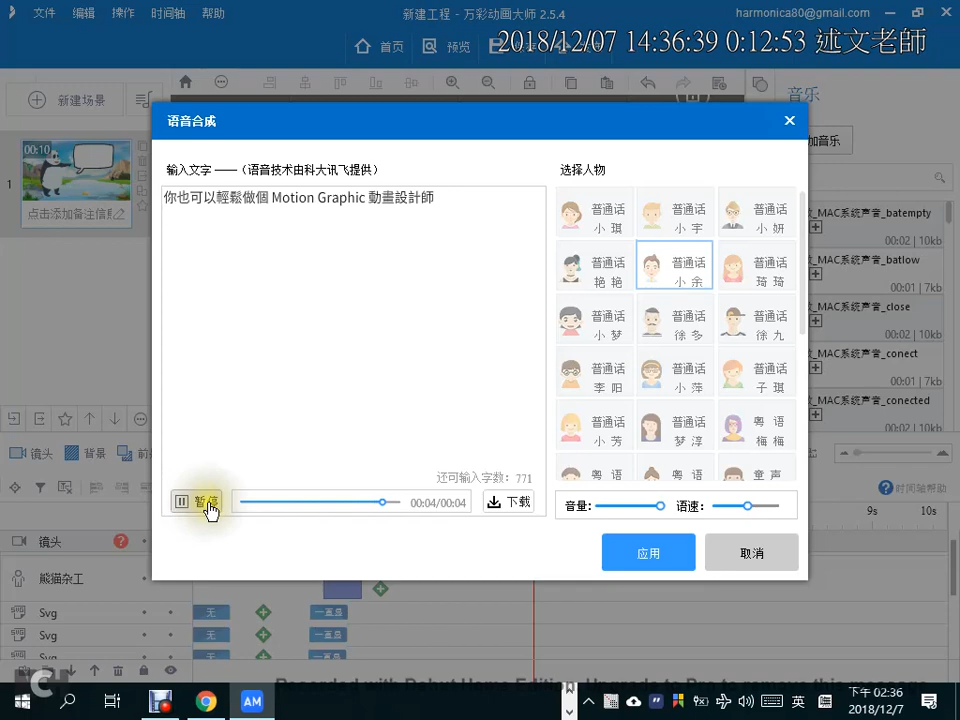 文件 编辑 操作 时间轴 帮助
新建工程 - 万彩动画大师 2.5.4
harmonica80@gmail.com
2018/12/07 14:36:39 0:12:53 述文老師
首页
预览
新建场景
音乐
语音合成
加音乐
输入文字 ——（语音技术由科大讯飞提供）
选择人物
你也可以輕鬆做個 Motion Graphic 動畫設計師
00:10
1
点击添加备注信息
普通话 小 琪
普通话 小 宇
普通话 小 妍
普通话 艳 艳
普通话 小 余
普通话 琦 琦
普通话 小 梦
普通话 徐 多
普通话 徐 九
普通话 李 阳
普通话 小 萍
普通话 子 琪
普通话 小 芳
普通话 梦 淳
粤 语 梅 梅
粤 语
粤 语
童 声
_MAC系统声音_batempty
00:02 | 10kb
_MAC系统声音_batlow
00:01 | 7kb
_MAC系统声音_close
00:02 | 10kb
_MAC系统声音_conect
00:01 | 7kb
_MAC系统声音_conected
00:02 | 10kb
还可输入字数：771
暂停
00:04/00:04
下载
音量：
语速：
应用
取消
镜头
背景
时间轴帮助
9s
10s
镜头
熊猫杂工
Svg
无
一直显
Svg
无
一直显
Svg
AM
英
下午 02:36
2018/12/7